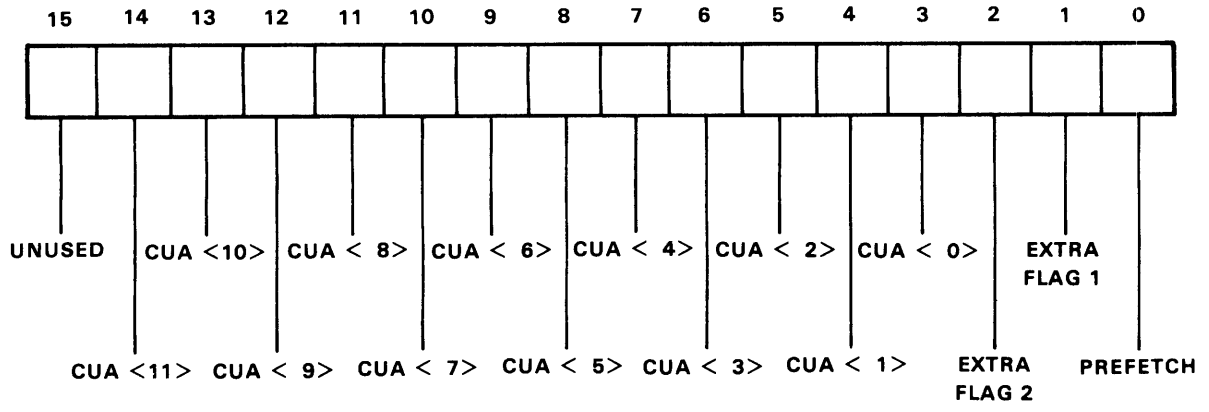 15 14 13 12 11 10 9 8 7 6 5 4 3 2 1 0
UNUSED CUA <10> CUA < 8> CUA < 6> CUA < 4> CUA < 2> CUA < 0> EXTRA
FLAG 1
CUA <11> CUA < 9> CUA < 7> CUA < 5> CUA < 3> CUA < 1> EXTRA PREFETCH
FLAG 2